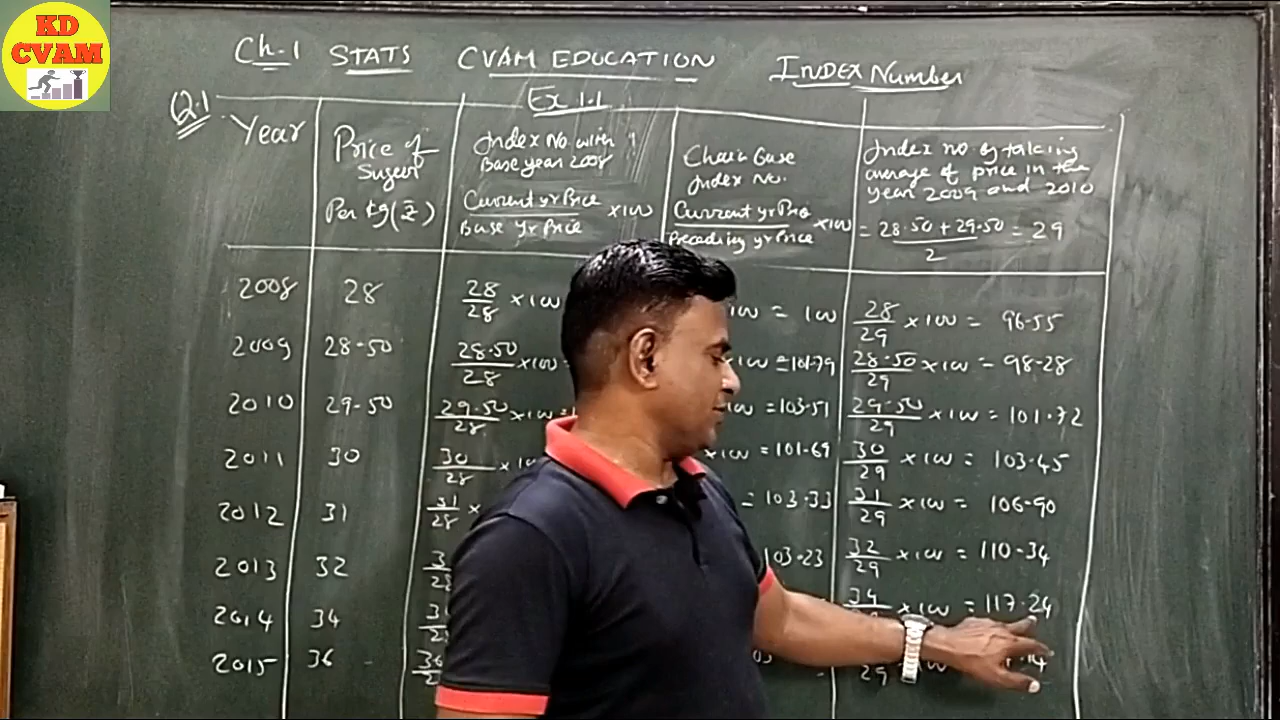 KD
CVAM
Ch.1 STATS CVAM EDUCATION INDEX Number
Ex 1.1
Q.1
Year
Price of
Sugar
Per kg (₹)
Index No. with
Base year 2008
Current yr Price
Base yr Price
×100
Chain Base
Index No.
Current yr Price
Preceding yr Price
×100
Index no by taking
average of price in the
year 2009 and 2010
= 28.50 + 29.50 = 29
2
2008 28 28/28 ×100 = 100 28/29 ×100 = 96.55
2009 28.50 28.50/28 ×100 = 101.79 28.50/29 ×100 = 98.28
2010 29.50 29.50/28 ×100 = = 103.51 29.50/29 ×100 = 101.72
2011 30 30/28 ×10 ×100 = 101.69 30/29 ×100 = 103.45
2012 31 31/28 × = 103.33 31/29 ×100 = 106.90
2013 32 103.23 32/29 ×100 = 110.34
2014 34 34 ×100 = 117.24
2015 36 29